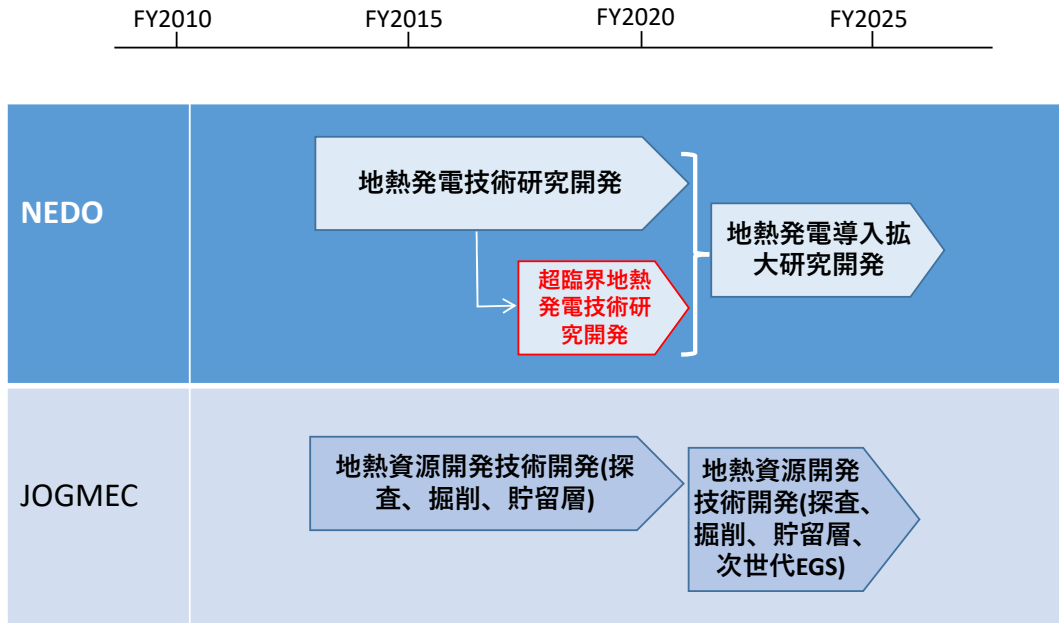 FY2010
FY2015
FY2020
FY2025
NEDO
地熱発電技術研究開発
超臨界地熱
発電技術研
究開発
地熱発電導入拡
大研究開発
JOGMEC
地熱資源開発技術開発(探
査、掘削、貯留層)
地熱資源開発
技術開発(探査、
掘削、貯留層、
次世代EGS)